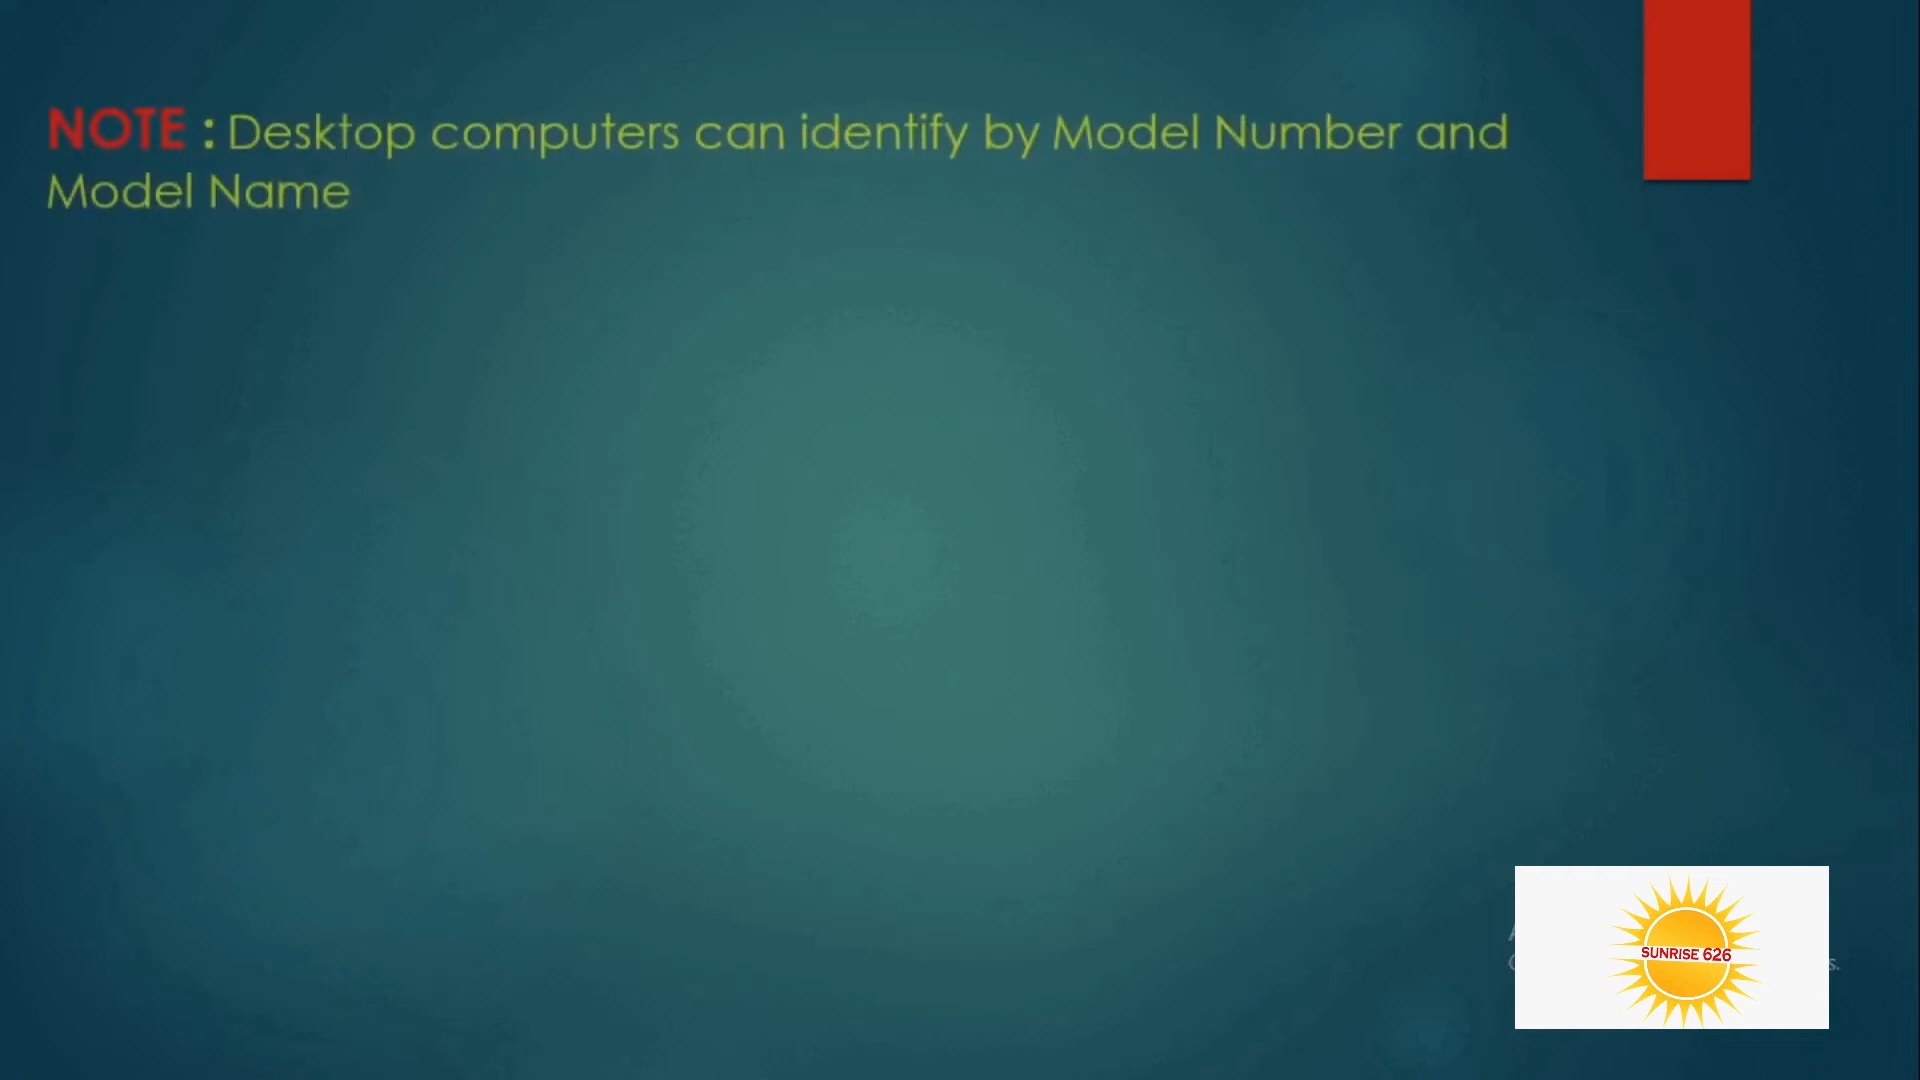 NOTE : Desktop computers can identify by Model Number and
Model Name
SUNRISE 626